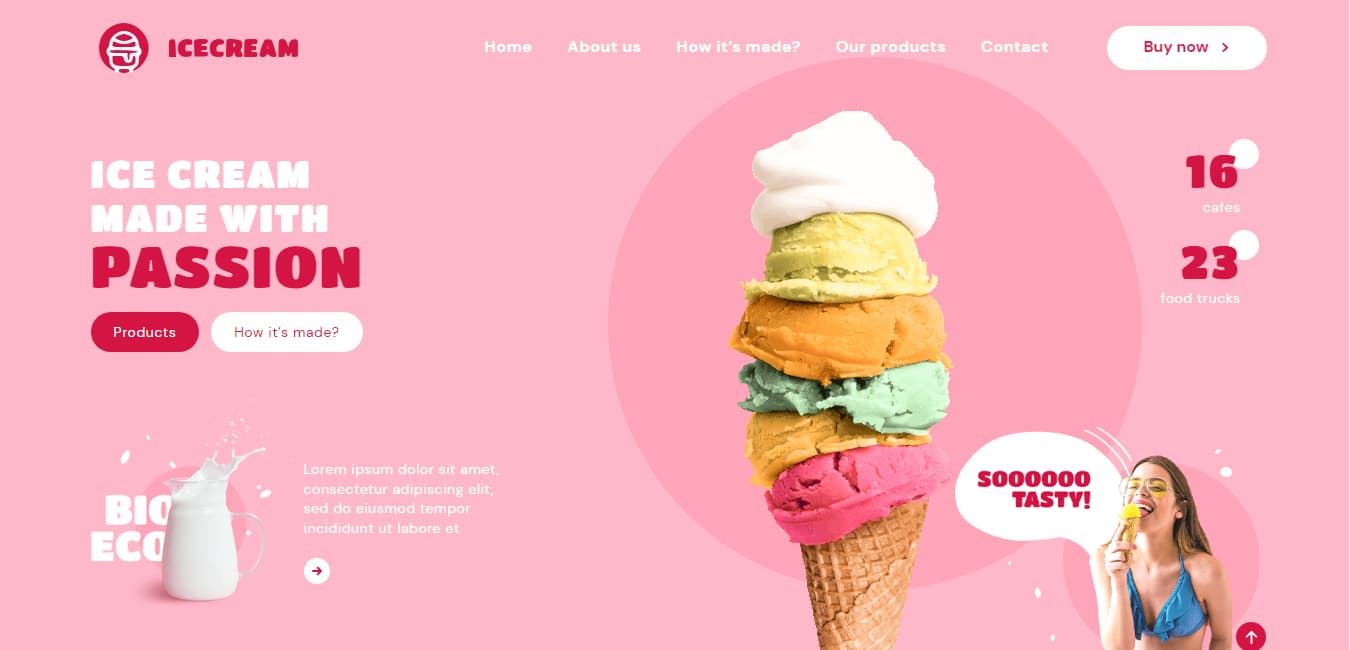 ICECREAM
Home
About us
How it's made?
Our products
Contact
Buy now
ICE CREAM
MADE WITH
PASSION
Products
How it's made?
16
cafes
23
food trucks
BIO
ECO
Lorem ipsum dolor sit amet,
consectetur adipiscing elit,
sed do eiusmod tempor
incididunt ut labore et
SOOOOOO
TASTY!